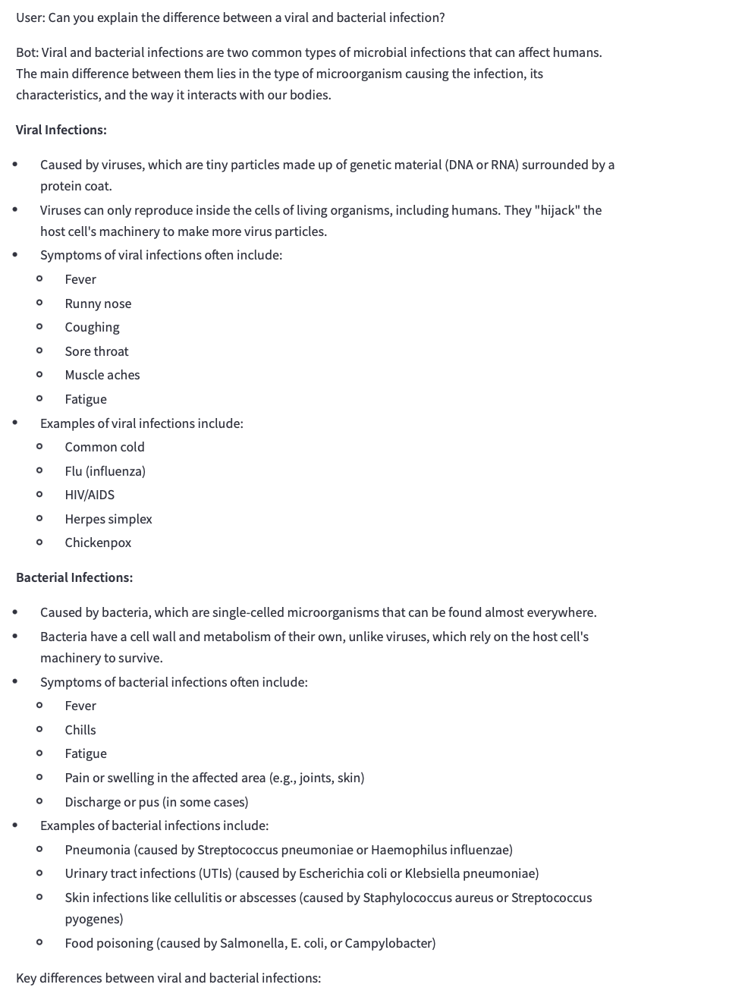 User: Can you explain the difference between a viral and bacterial infection?
Bot: Viral and bacterial infections are two common types of microbial infections that can affect humans.
The main difference between them lies in the type of microorganism causing the infection, its
characteristics, and the way it interacts with our bodies.
Viral Infections:
• Caused by viruses, which are tiny particles made up of genetic material (DNA or RNA) surrounded by a
protein coat.
• Viruses can only reproduce inside the cells of living organisms, including humans. They "hijack" the
host cell's machinery to make more virus particles.
• Symptoms of viral infections often include:
○ Fever
○ Runny nose
○ Coughing
○ Sore throat
○ Muscle aches
○ Fatigue
• Examples of viral infections include:
○ Common cold
○ Flu (influenza)
○ HIV/AIDS
○ Herpes simplex
○ Chickenpox
Bacterial Infections:
• Caused by bacteria, which are single-celled microorganisms that can be found almost everywhere.
• Bacteria have a cell wall and metabolism of their own, unlike viruses, which rely on the host cell's
machinery to survive.
• Symptoms of bacterial infections often include:
○ Fever
○ Chills
○ Fatigue
○ Pain or swelling in the affected area (e.g., joints, skin)
○ Discharge or pus (in some cases)
• Examples of bacterial infections include:
○ Pneumonia (caused by Streptococcus pneumoniae or Haemophilus influenzae)
○ Urinary tract infections (UTIs) (caused by Escherichia coli or Klebsiella pneumoniae)
○ Skin infections like cellulitis or abscesses (caused by Staphylococcus aureus or Streptococcus
pyogenes)
○ Food poisoning (caused by Salmonella, E. coli, or Campylobacter)
Key differences between viral and bacterial infections: